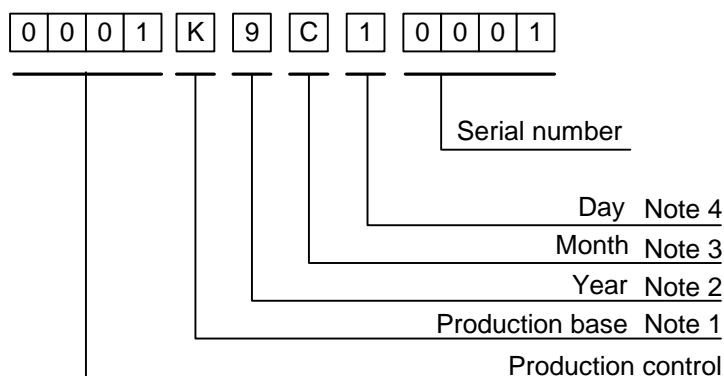 0 0 0 1 K 9 C 1 0 0 0 1
Serial number
Day Note 4
Month Note 3
Year Note 2
Production base Note 1
Production control